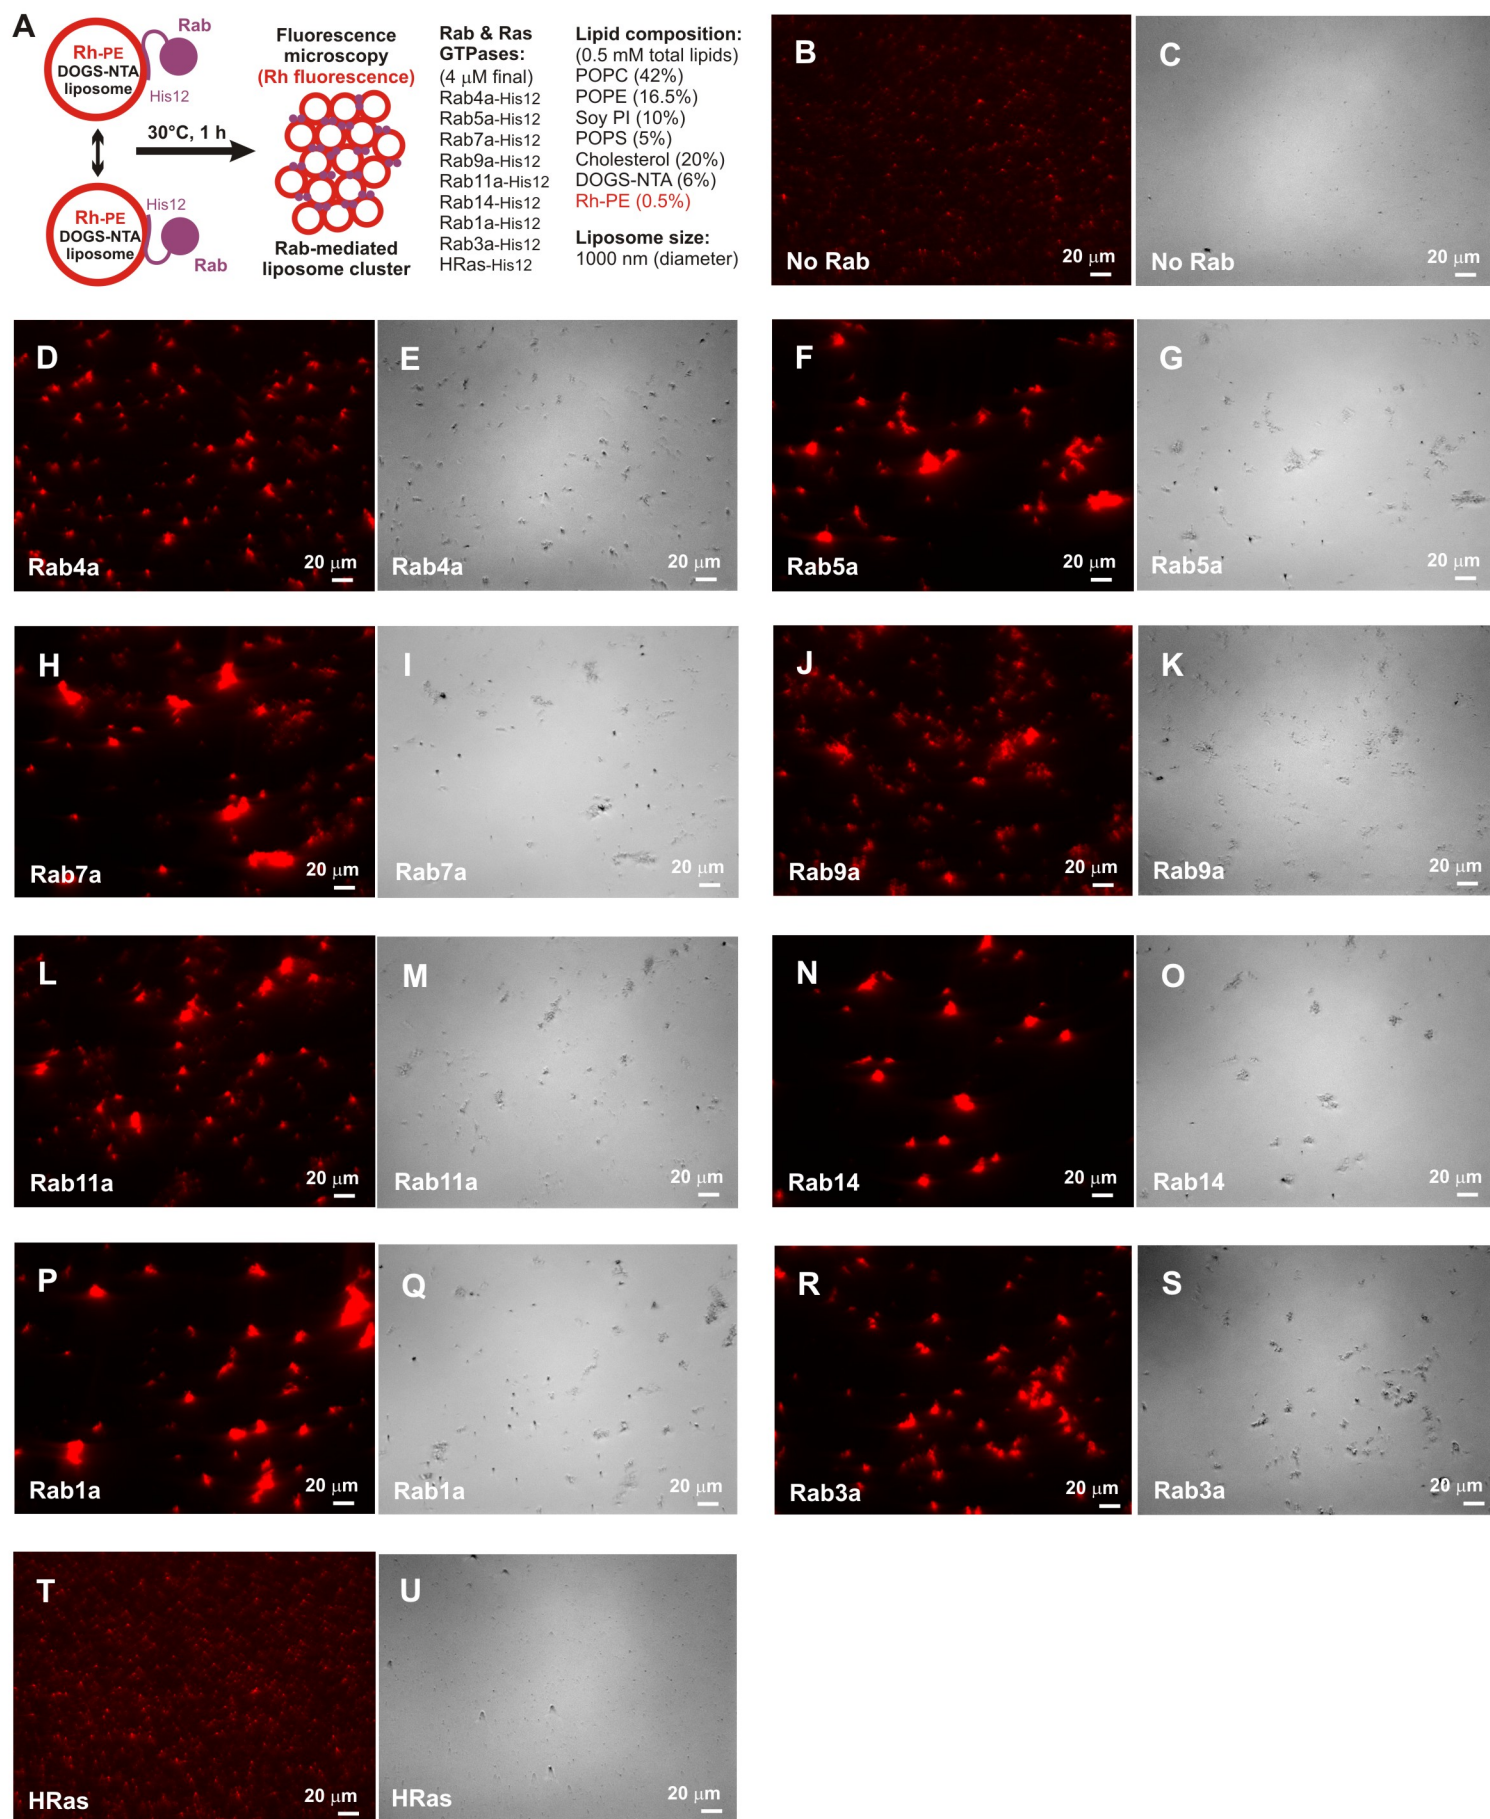 A
Rab
Rh-PE
DOGS-NTA
liposome
His12
30°C, 1 h
His12
Rh-PE
DOGS-NTA
liposome
Rab
Fluorescence
microscopy
(Rh fluorescence)
Rab-mediated
liposome cluster
Rab & Ras
GTPases:
(4 μM final)
Rab4a-His12
Rab5a-His12
Rab7a-His12
Rab9a-His12
Rab11a-His12
Rab14-His12
Rab1a-His12
Rab3a-His12
HRas-His12
Lipid composition:
(0.5 mM total lipids)
POPC (42%)
POPE (16.5%)
Soy PI (10%)
POPS (5%)
Cholesterol (20%)
DOGS-NTA (6%)
Rh-PE (0.5%)
Liposome size:
1000 nm (diameter)
B
No Rab
20 μm
C
No Rab
20 μm
D
Rab4a
20 μm
E
Rab4a
20 μm
F
Rab5a
20 μm
G
Rab5a
20 μm
H
Rab7a
20 μm
I
Rab7a
20 μm
J
Rab9a
20 μm
K
Rab9a
20 μm
L
Rab11a
20 μm
M
Rab11a
20 μm
N
Rab14
20 μm
O
Rab14
20 μm
P
Rab1a
20 μm
Q
Rab1a
20 μm
R
Rab3a
20 μm
S
Rab3a
20 μm
T
HRas
20 μm
U
HRas
20 μm